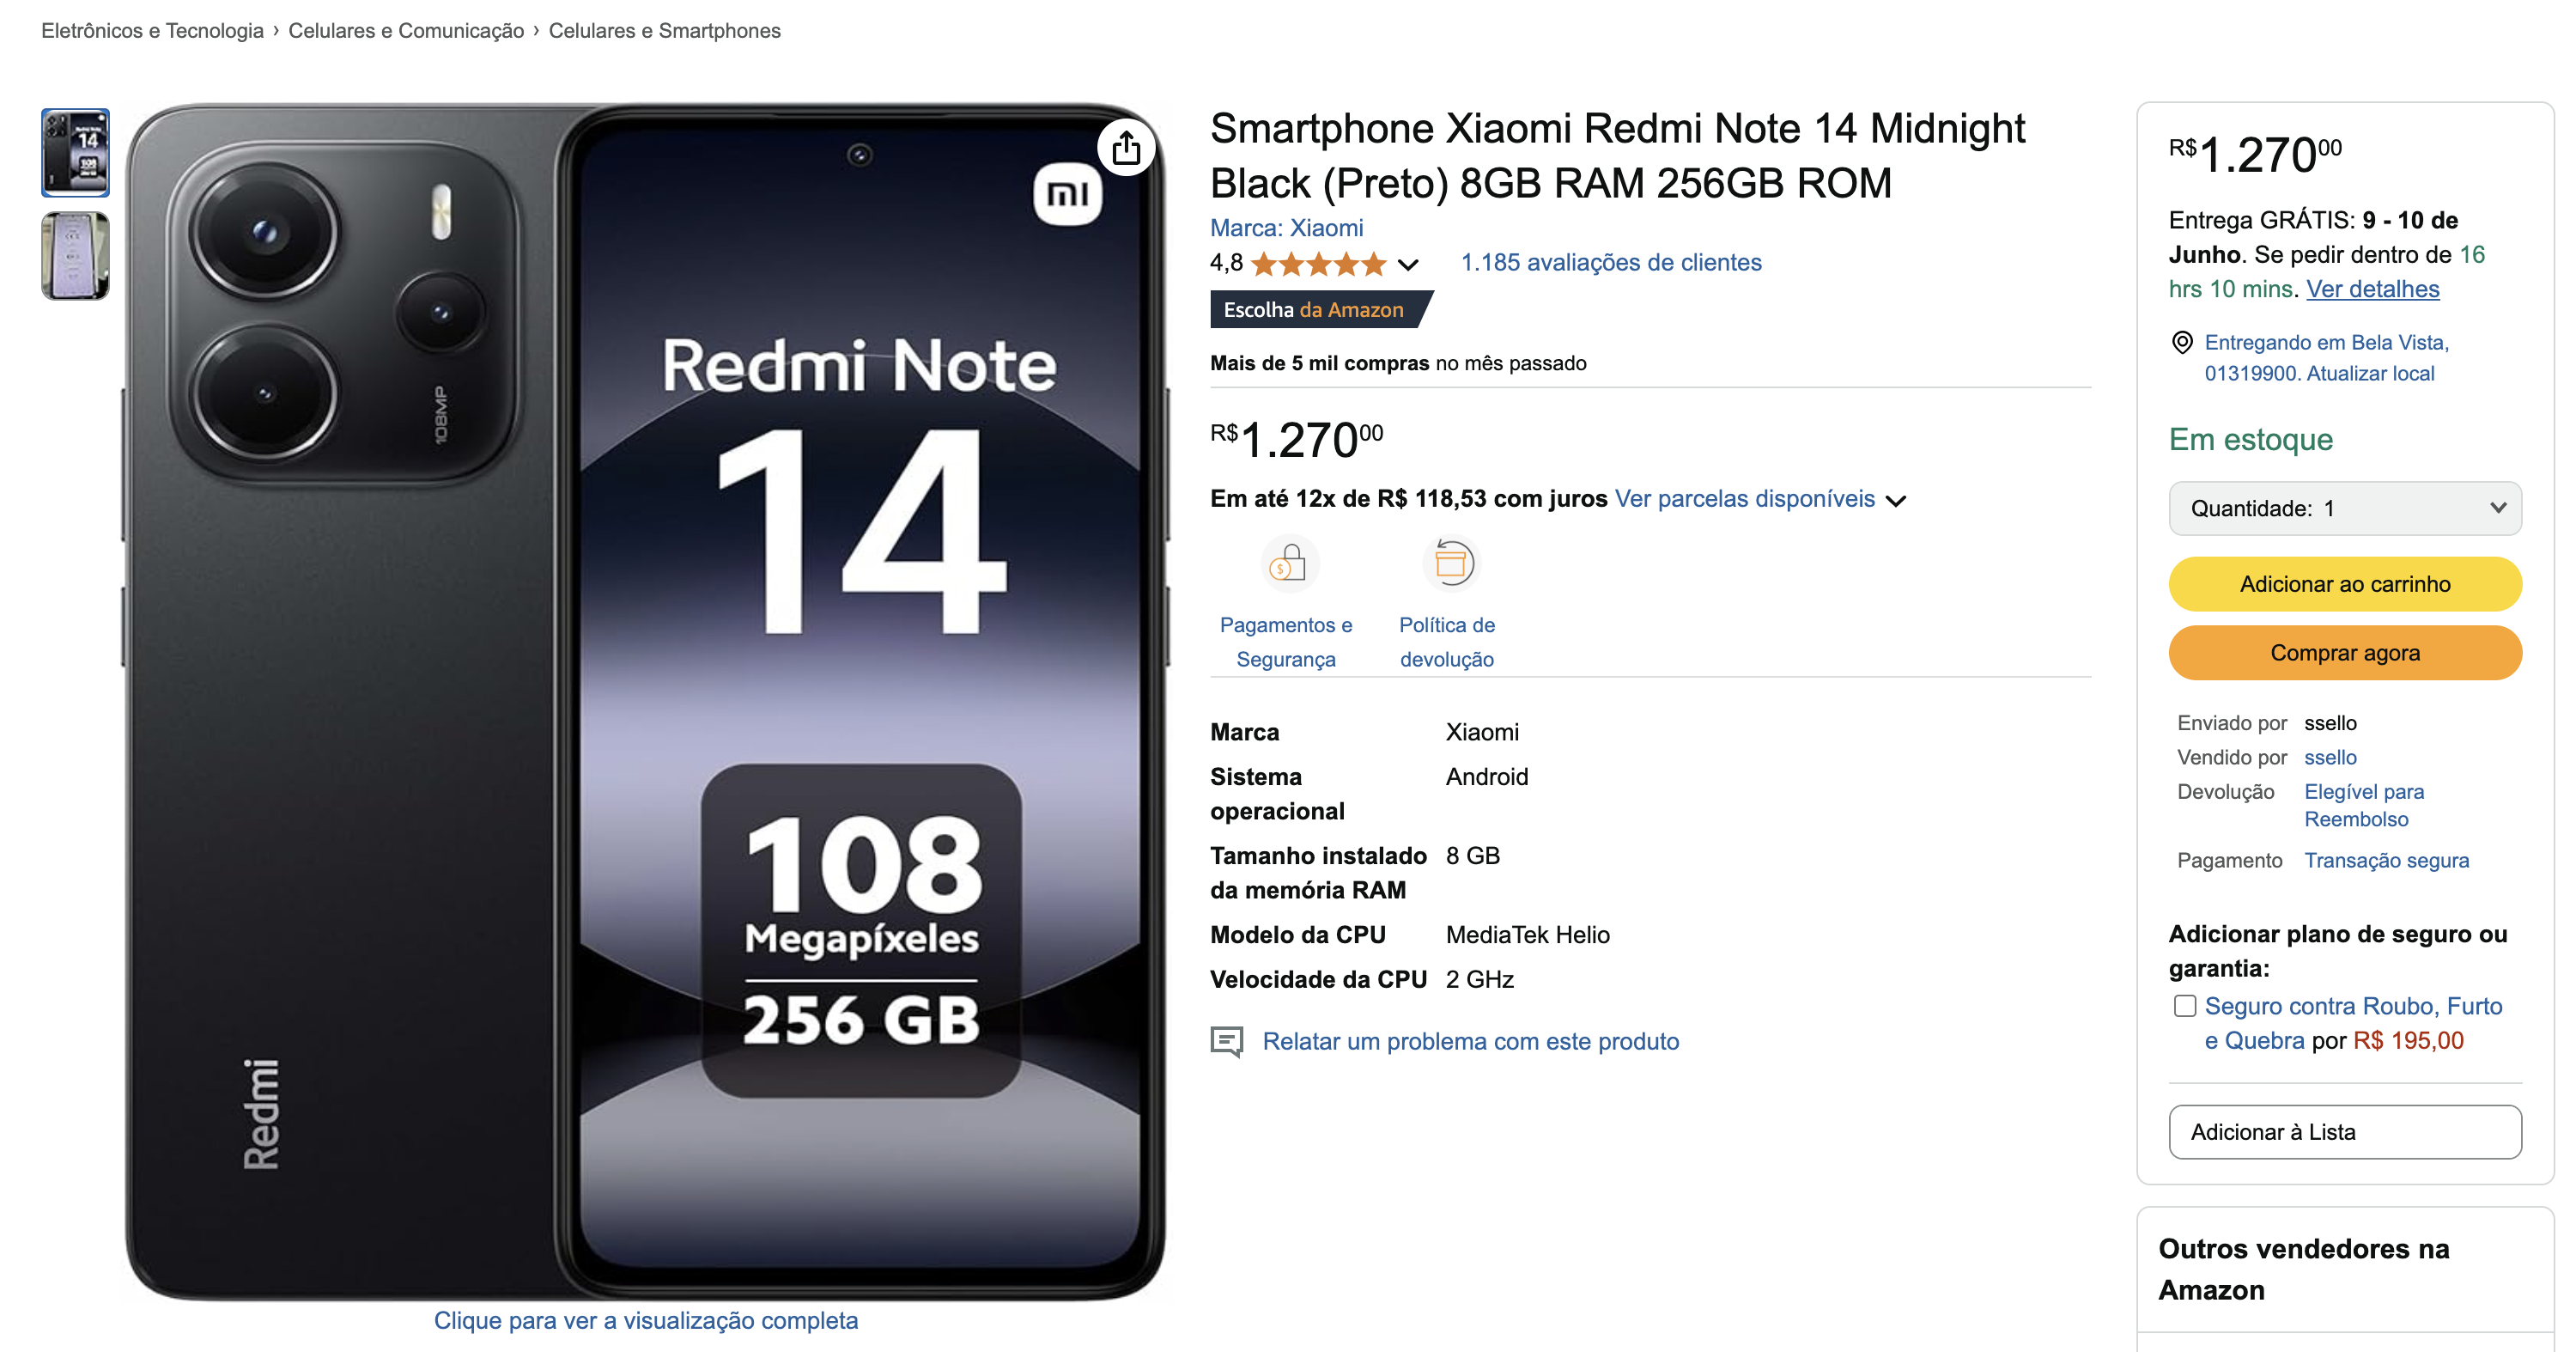 Eletrônicos e Tecnologia › Celulares e Comunicação › Celulares e Smartphones
Redmi Note
14
108MP
108
Megapíxeles
256 GB
Redmi
Clique para ver a visualização completa
Smartphone Xiaomi Redmi Note 14 Midnight
Black (Preto) 8GB RAM 256GB ROM
Marca: Xiaomi
4,8 1.185 avaliações de clientes
Escolha da Amazon
Mais de 5 mil compras no mês passado
R$1.27000
Em até 12x de R$ 118,53 com juros Ver parcelas disponíveis
Pagamentos e
Segurança
Política de
devolução
Marca Xiaomi
Sistema Android
operacional
Tamanho instalado 8 GB
da memória RAM
Modelo da CPU MediaTek Helio
Velocidade da CPU 2 GHz
Relatar um problema com este produto
R$1.27000
Entrega GRÁTIS: 9 - 10 de
Junho. Se pedir dentro de 16
hrs 10 mins. Ver detalhes
Entregando em Bela Vista,
01319900. Atualizar local
Em estoque
Quantidade: 1
Adicionar ao carrinho
Comprar agora
Enviado por ssello
Vendido por ssello
Devolução Elegível para
Reembolso
Pagamento Transação segura
Adicionar plano de seguro ou
garantia:
Seguro contra Roubo, Furto
e Quebra por R$ 195,00
Adicionar à Lista
Outros vendedores na
Amazon